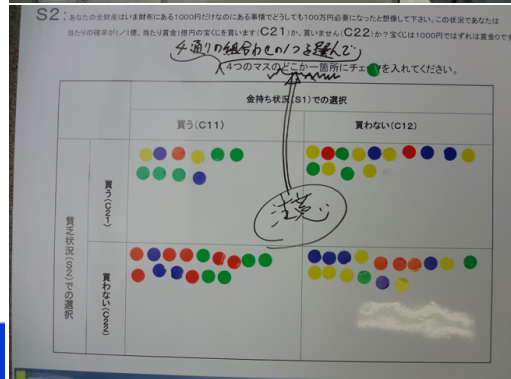 S2: あなたの全財産はいま財布にある1000円だけなのにある事情でどうしても100万円必要になったと想像して下さい。この状況であなたは
当たりの確率が1/1億、当たり賞金1億円の宝くじを買います(C21)か、買いません(C22)か?宝くじは1000円ではずれは賞金0です
4通りの組合わせの1つを選んで
4つのマスのどこか一箇所にチェックを入れてください。
金持ち状況(S1)での選択
買う(C11)
買わない(C12)
貧乏状況(S2)での選択
買う(C21)
注意
買わない(C22)